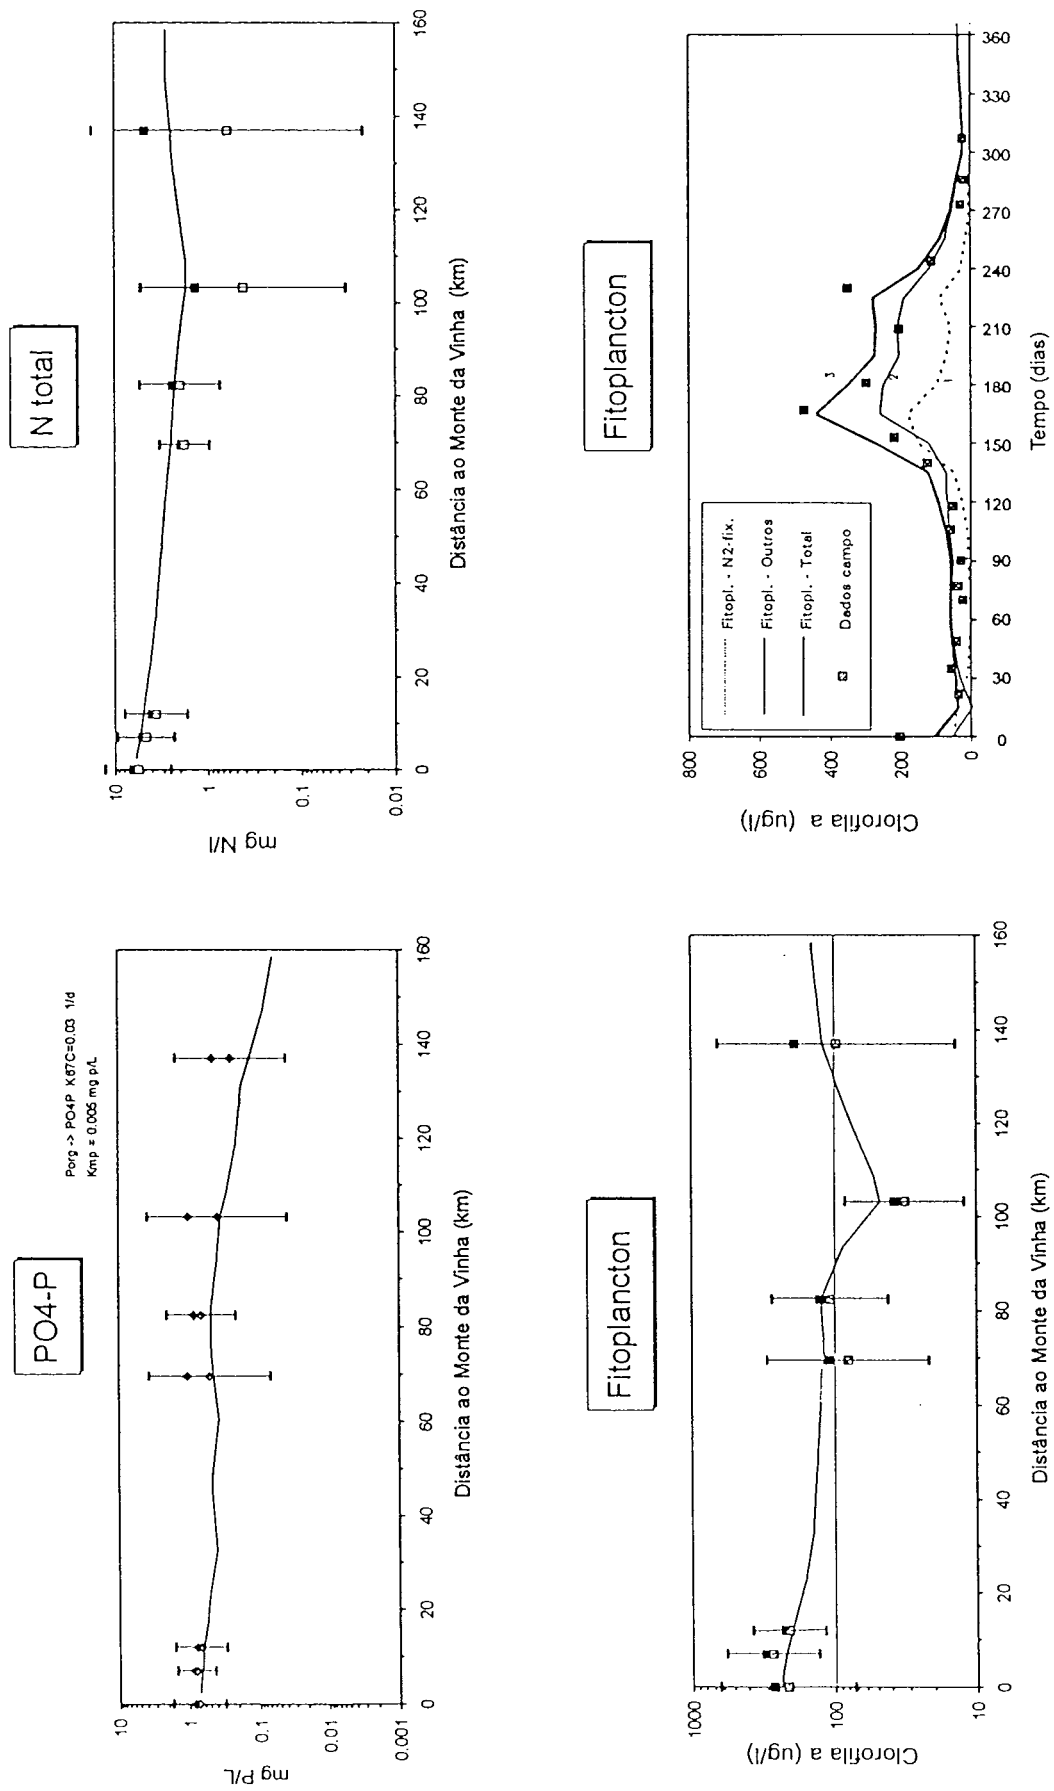 PO4-P
Porg -> PO4P K67C=0.03 1/d
Kmp = 0.005 mg p/L
mg P/L
10
1
0.1
0.01
0.001
0 20 40 60 80 100 120 140 160
Distância ao Monte da Vinha (km)
N total
mg N/l
10
1
0.1
0.01
0 20 40 60 80 100 120 140 160
Distância ao Monte da Vinha (km)
Fitoplancton
Clorofila a (ug/l)
1000
100
10
0 20 40 60 80 100 120 140 160
Distância ao Monte da Vinha (km)
Fitoplancton
Clorofila a (ug/l)
800
600
400
200
0
Fitopl. - N2-fix.
Fitopl. - Outros
Fitopl. - Total
Dados campo
3
2
1
0 30 60 90 120 150 180 210 240 270 300 330 360
Tempo (dias)